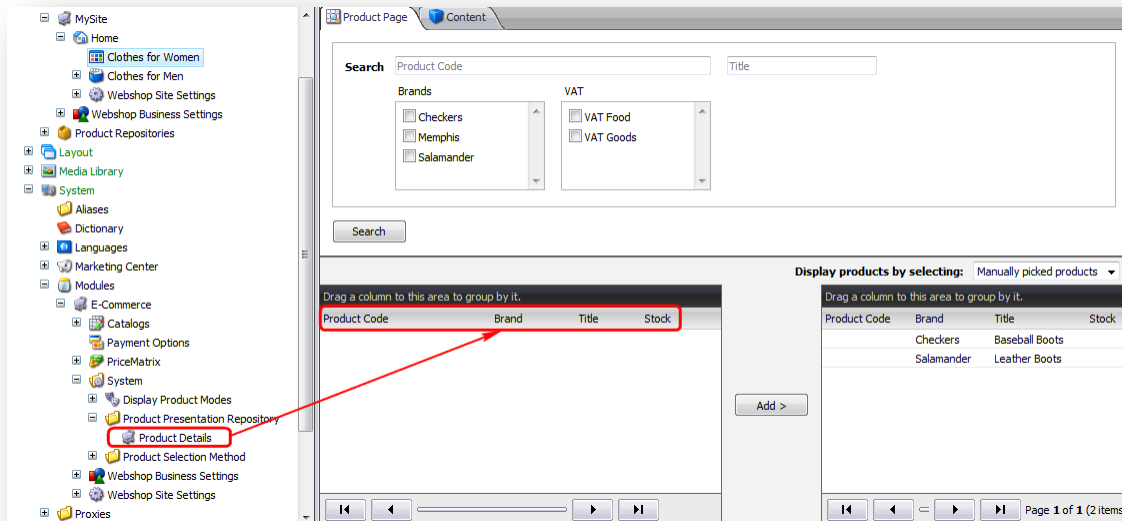 MySite
Home
Clothes for Women
Clothes for Men
Webshop Site Settings
Webshop Business Settings
Product Repositories
Layout
Media Library
System
Aliases
Dictionary
Languages
Marketing Center
Modules
E-Commerce
Catalogs
Payment Options
PriceMatrix
System
Display Product Modes
Product Presentation Repository
Product Details
Product Selection Method
Webshop Business Settings
Webshop Site Settings
Proxies
Product Page Content
Search Product Code Title
Brands VAT
Checkers VAT Food
Memphis VAT Goods
Salamander
Search
Display products by selecting: Manually picked products
Drag a column to this area to group by it.
Product Code Brand Title Stock
Add >
Drag a column to this area to group by it.
Product Code Brand Title Stock
Checkers Baseball Boots
Salamander Leather Boots
Page 1 of 1 (2 items